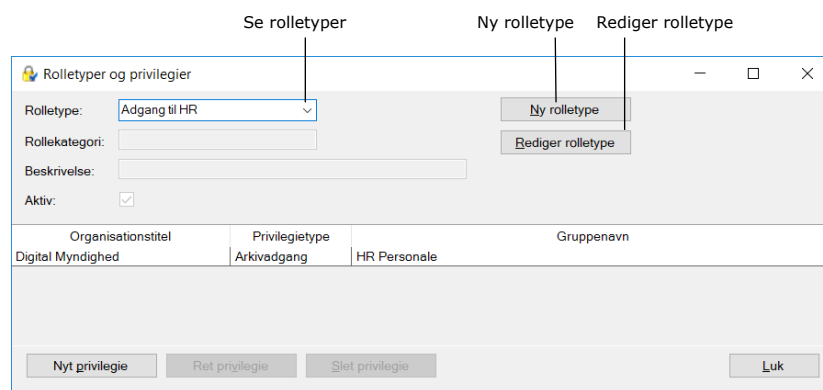 Se rolletyper Ny rolletype Rediger rolletype
Rolletyper og privilegier
Rolletype: Adgang til HR Ny rolletype
Rollekategori: Rediger rolletype
Beskrivelse:
Aktiv:
Organisationstitel Privilegietype Gruppenavn
Digital Myndighed Arkivadgang HR Personale
Nyt privilegie Ret privilegie Slet privilegie Luk